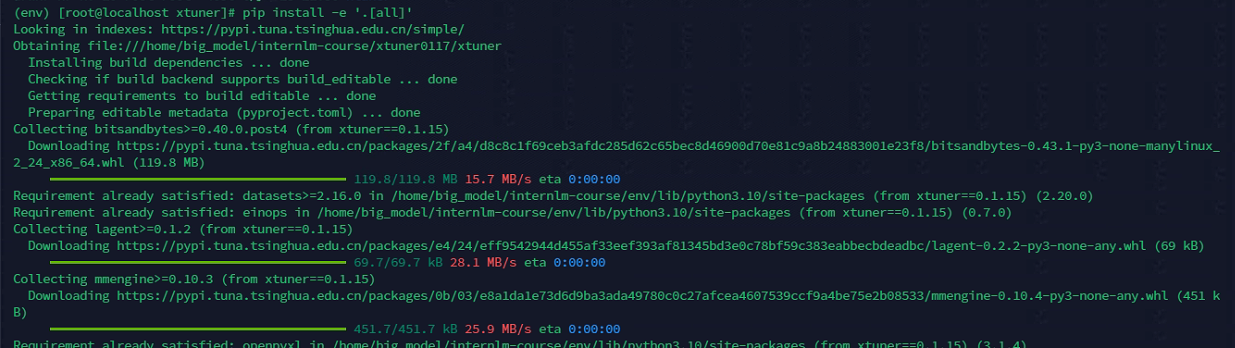 (env) [root@localhost xtuner]# pip install -e '.[all]'
Looking in indexes: https://pypi.tuna.tsinghua.edu.cn/simple/
Obtaining file:///home/big_model/internlm-course/xtuner0117/xtuner
  Installing build dependencies ... done
  Checking if build backend supports build_editable ... done
  Getting requirements to build editable ... done
  Preparing editable metadata (pyproject.toml) ... done
Collecting bitsandbytes>=0.40.0.post4 (from xtuner==0.1.15)
  Downloading https://pypi.tuna.tsinghua.edu.cn/packages/2f/a4/d8c8c1f69ceb3afdc285d62c65bec8d46900d70e81c9a8b24883001e23f8/bitsandbytes-0.43.1-py3-none-manylinux_
2_24_x86_64.whl (119.8 MB)
119.8/119.8 MB 15.7 MB/s eta 0:00:00
Requirement already satisfied: datasets>=2.16.0 in /home/big_model/internlm-course/env/lib/python3.10/site-packages (from xtuner==0.1.15) (2.20.0)
Requirement already satisfied: einops in /home/big_model/internlm-course/env/lib/python3.10/site-packages (from xtuner==0.1.15) (0.7.0)
Collecting lagent>=0.1.2 (from xtuner==0.1.15)
  Downloading https://pypi.tuna.tsinghua.edu.cn/packages/e4/24/eff9542944d455af33eef393af81345bd3e0c78bf59c383eabbecbdeadbc/lagent-0.2.2-py3-none-any.whl (69 kB)
69.7/69.7 kB 28.1 MB/s eta 0:00:00
Collecting mmengine>=0.10.3 (from xtuner==0.1.15)
  Downloading https://pypi.tuna.tsinghua.edu.cn/packages/0b/03/e8a1da1e73d6d9ba3ada49780c0c27afcea4607539ccf9a4be75e2b08533/mmengine-0.10.4-py3-none-any.whl (451 k
B)
451.7/451.7 kB 25.9 MB/s eta 0:00:00
Requirement already satisfied: openpyxl in /home/big_model/internlm-course/env/lib/python3.10/site-packages (from xtuner==0.1.15) (3.1.4)